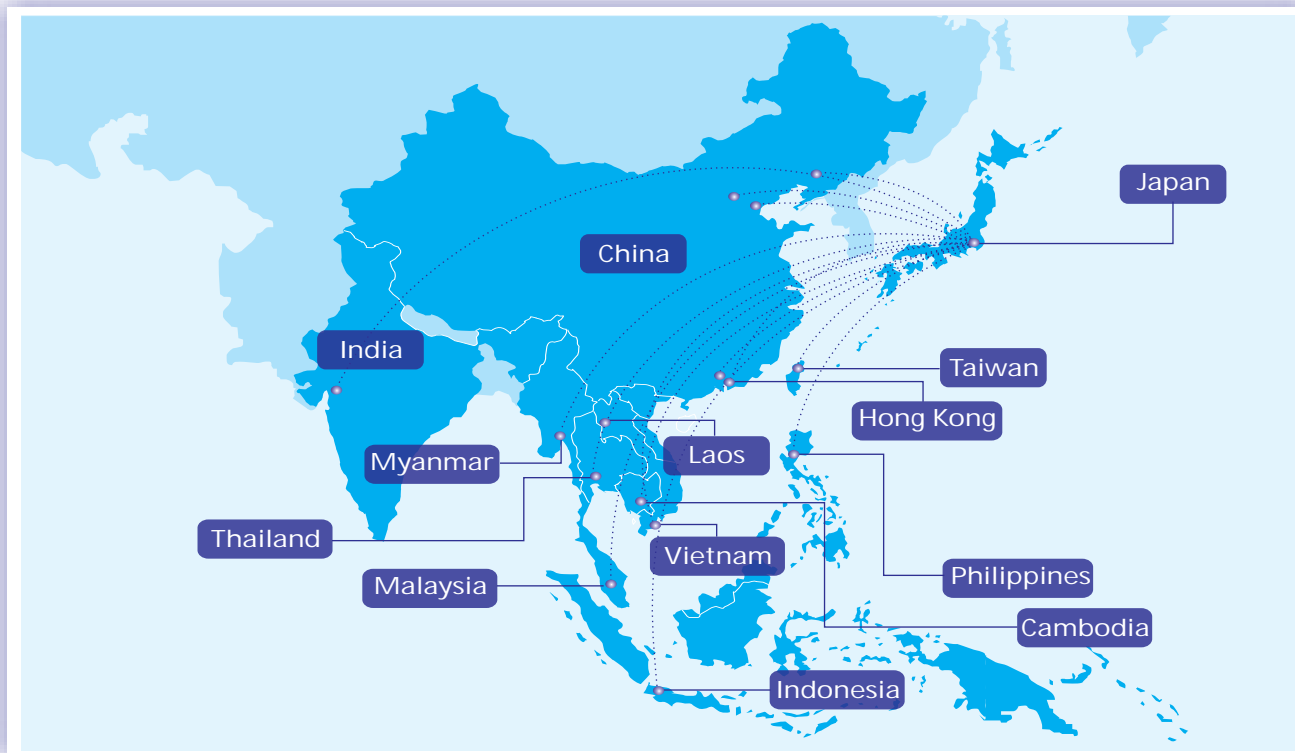 Japan
China
India
Taiwan
Hong Kong
Laos
Myanmar
Thailand
Vietnam
Malaysia
Philippines
Cambodia
Indonesia